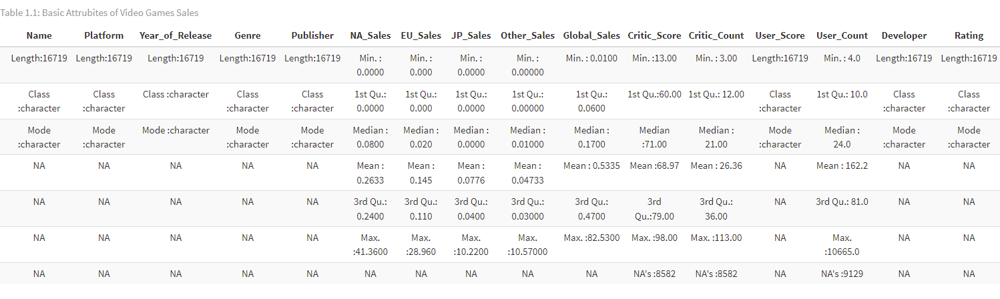 Table 1.1: Basic Attrubites of Video Games Sales
Name Platform Year_of_Release Genre Publisher NA_Sales EU_Sales JP_Sales Other_Sales Global_Sales Critic_Score Critic_Count User_Score User_Count Developer Rating
Length:16719 Length:16719 Length:16719 Length:16719 Length:16719 Min. : Min. : Min. : Min. : Min. : 0.0100 Min. :13.00 Min. : 3.00 Length:16719 Min. : 4.0 Length:16719 Length:16719
0.0000 0.000 0.0000 0.00000
Class Class Class :character Class Class 1st Qu.: 1st Qu.: 1st Qu.: 1st Qu.: 1st Qu.: 1st Qu.:60.00 1st Qu.: 12.00 Class 1st Qu.: 10.0 Class Class
:character :character :character :character 0.0000 0.000 0.0000 0.00000 0.0600 :character :character :character
Mode Mode Mode :character Mode Mode Median : Median : Median : Median : Median : Median Median : Mode Median : Mode Mode
:character :character :character :character 0.0800 0.020 0.0000 0.01000 0.1700 :71.00 21.00 :character 24.0 :character :character
NA NA NA NA NA Mean : Mean : Mean : Mean : Mean : 0.5335 Mean :68.97 Mean : 26.36 NA Mean : 162.2 NA NA
0.2633 0.145 0.0776 0.04733
NA NA NA NA NA 3rd Qu.: 3rd Qu.: 3rd Qu.: 3rd Qu.: 3rd Qu.: 3rd 3rd Qu.: NA 3rd Qu.: 81.0 NA NA
0.2400 0.110 0.0400 0.03000 0.4700 Qu.:79.00 36.00
NA NA NA NA NA Max. Max. Max. Max. Max. :82.5300 Max. :98.00 Max. :113.00 NA Max. NA NA
:41.3600 :28.960 :10.2200 :10.57000 :10665.0
NA NA NA NA NA NA NA NA NA NA NA's :8582 NA's :8582 NA NA's :9129 NA NA